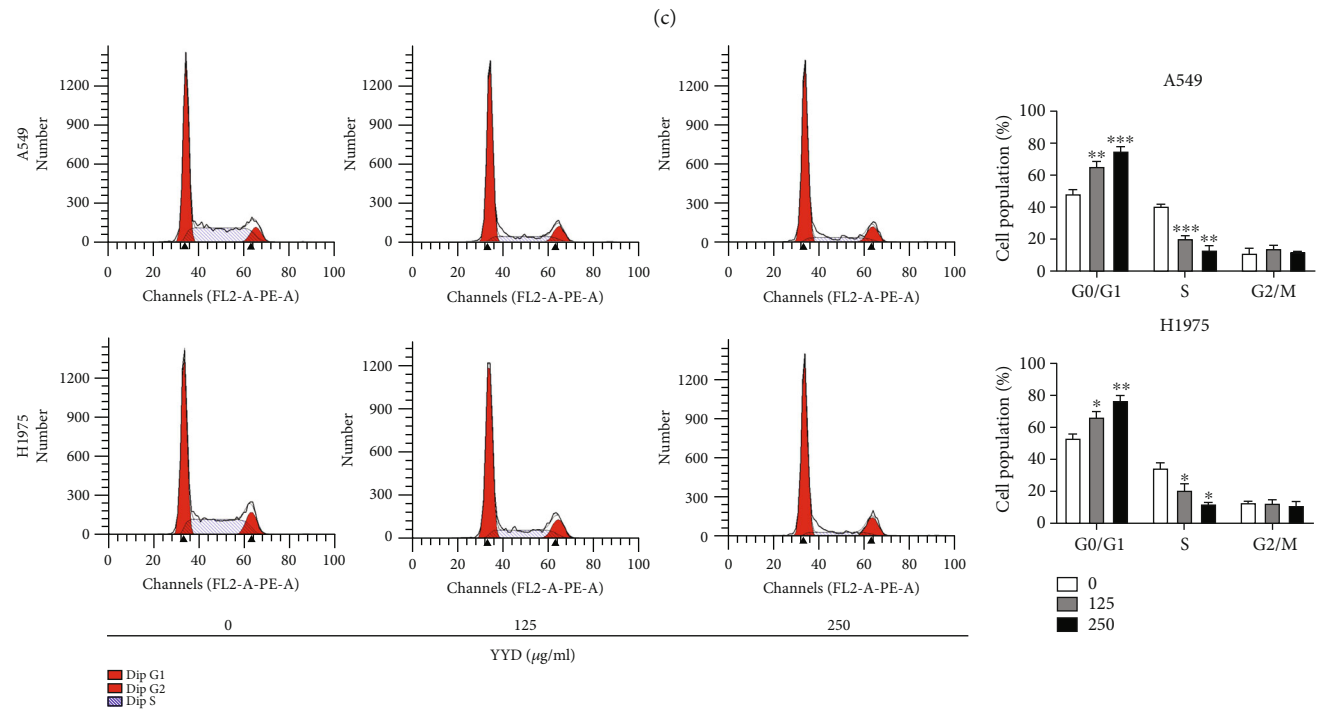 (c)
A549
Number
1200
900
600
300
0
0 20 40 60 80 100
Channels (FL2-A-PE-A)
Number
1200
900
600
300
0
0 20 40 60 80 100
Channels (FL2-A-PE-A)
Number
1200
900
600
300
0
0 20 40 60 80 100
Channels (FL2-A-PE-A)
A549
Cell population (%)
100
80
60
40
20
0
** ***
*** **
G0/G1 S G2/M
H1975
Number
1200
900
600
300
0
0 20 40 60 80 100
Channels (FL2-A-PE-A)
Number
1200
900
600
300
0
0 20 40 60 80 100
Channels (FL2-A-PE-A)
Number
1200
900
600
300
0
0 20 40 60 80 100
Channels (FL2-A-PE-A)
H1975
Cell population (%)
100
80
60
40
20
0
* **
* *
G0/G1 S G2/M
0
125
250
0 125 250
YYD (μg/ml)
Dip G1
Dip G2
Dip S